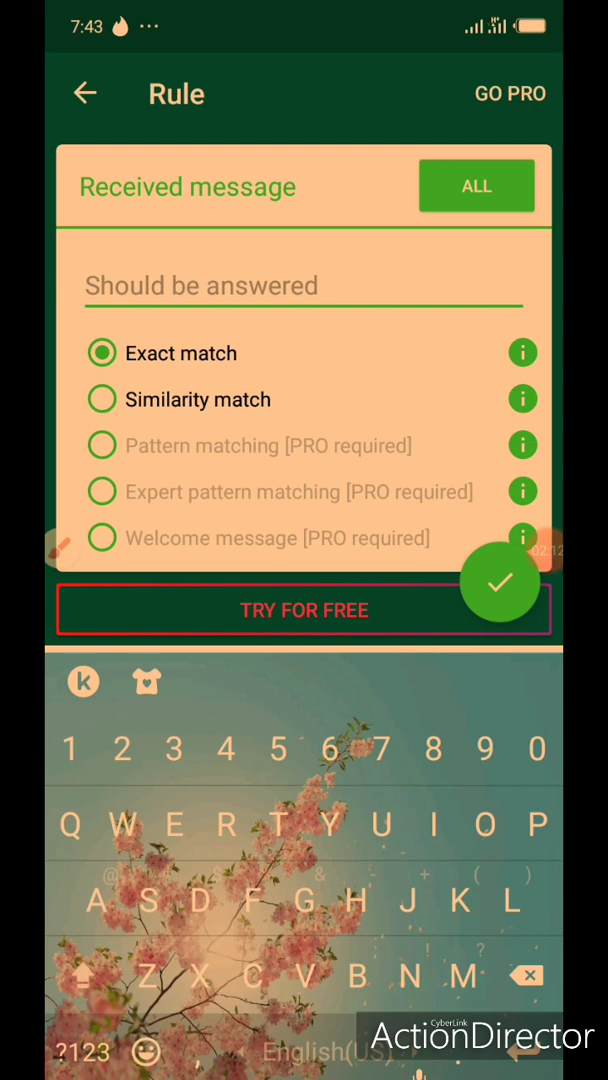 7:43
Rule
GO PRO
Received message
ALL
Should be answered
Exact match
Similarity match
Pattern matching [PRO required]
Expert pattern matching [PRO required]
Welcome message [PRO required]
02:12
TRY FOR FREE
1 2 3 4 5 6 7 8 9 0
Q W E R T Y U I O P
@ & - + ( )
A S D F G H J K L
! ?
Z X C V B N M
CyberLink
ActionDirector
?123 , English(US) .